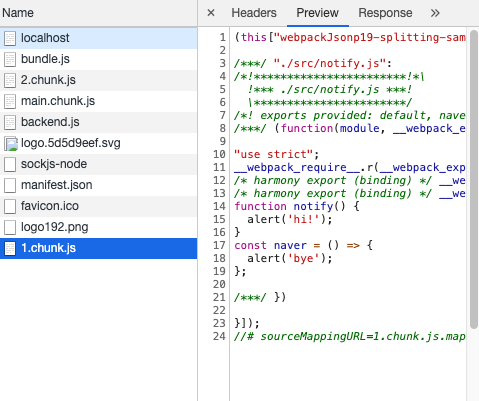 Name
localhost
bundle.js
2.chunk.js
main.chunk.js
backend.js
logo.5d5d9eef.svg
sockjs-node
manifest.json
favicon.ico
logo192.png
1.chunk.js
× Headers Preview Response »
1 (this["webpackJsonp19-splitting-sam
2
3 /***/ "./src/notify.js":
4 /*!***********************!*\
5 !*** ./src/notify.js ***!
6 \***********************/
7 /*! exports provided: default, nave
8 /***/ (function(module, __webpack_e
9
10 "use strict";
11 __webpack_require__.r(__webpack_exp
12 /* harmony export (binding) */ __we
13 /* harmony export (binding) */ __we
14 function notify() {
15 alert('hi!');
16 }
17 const naver = () => {
18 alert('bye');
19 };
20
21 /***/ })
22
23 }]);
24 //# sourceMappingURL=1.chunk.js.map